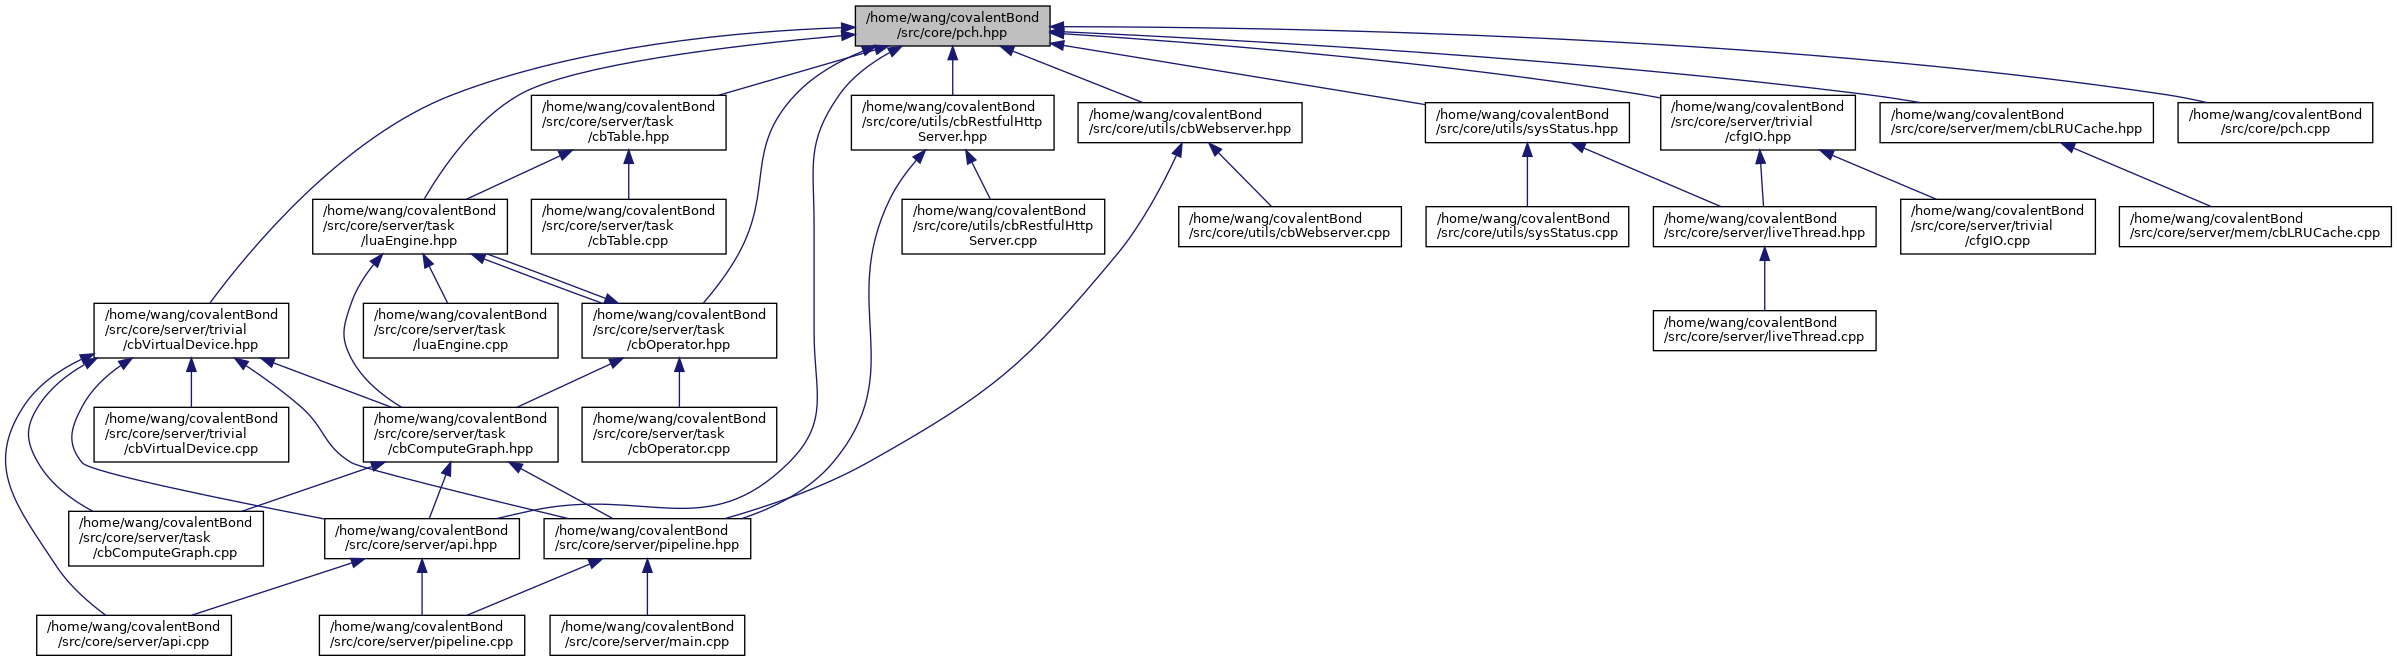 /home/wang/covalentBond
/src/core/pch.hpp
/home/wang/covalentBond
/src/core/server/task
/cbTable.hpp
/home/wang/covalentBond
/src/core/utils/cbRestfulHttp
Server.hpp
/home/wang/covalentBond
/src/core/utils/cbWebserver.hpp
/home/wang/covalentBond
/src/core/utils/sysStatus.hpp
/home/wang/covalentBond
/src/core/server/trivial
/cfgIO.hpp
/home/wang/covalentBond
/src/core/server/mem/cbLRUCache.hpp
/home/wang/covalentBond
/src/core/pch.cpp
/home/wang/covalentBond
/src/core/server/task
/luaEngine.hpp
/home/wang/covalentBond
/src/core/server/task
/cbTable.cpp
/home/wang/covalentBond
/src/core/utils/cbRestfulHttp
Server.cpp
/home/wang/covalentBond
/src/core/utils/cbWebserver.cpp
/home/wang/covalentBond
/src/core/utils/sysStatus.cpp
/home/wang/covalentBond
/src/core/server/liveThread.hpp
/home/wang/covalentBond
/src/core/server/trivial
/cfgIO.cpp
/home/wang/covalentBond
/src/core/server/mem/cbLRUCache.cpp
/home/wang/covalentBond
/src/core/server/trivial
/cbVirtualDevice.hpp
/home/wang/covalentBond
/src/core/server/task
/luaEngine.cpp
/home/wang/covalentBond
/src/core/server/task
/cbOperator.hpp
/home/wang/covalentBond
/src/core/server/liveThread.cpp
/home/wang/covalentBond
/src/core/server/trivial
/cbVirtualDevice.cpp
/home/wang/covalentBond
/src/core/server/task
/cbComputeGraph.hpp
/home/wang/covalentBond
/src/core/server/task
/cbOperator.cpp
/home/wang/covalentBond
/src/core/server/task
/cbComputeGraph.cpp
/home/wang/covalentBond
/src/core/server/api.hpp
/home/wang/covalentBond
/src/core/server/pipeline.hpp
/home/wang/covalentBond
/src/core/server/api.cpp
/home/wang/covalentBond
/src/core/server/pipeline.cpp
/home/wang/covalentBond
/src/core/server/main.cpp